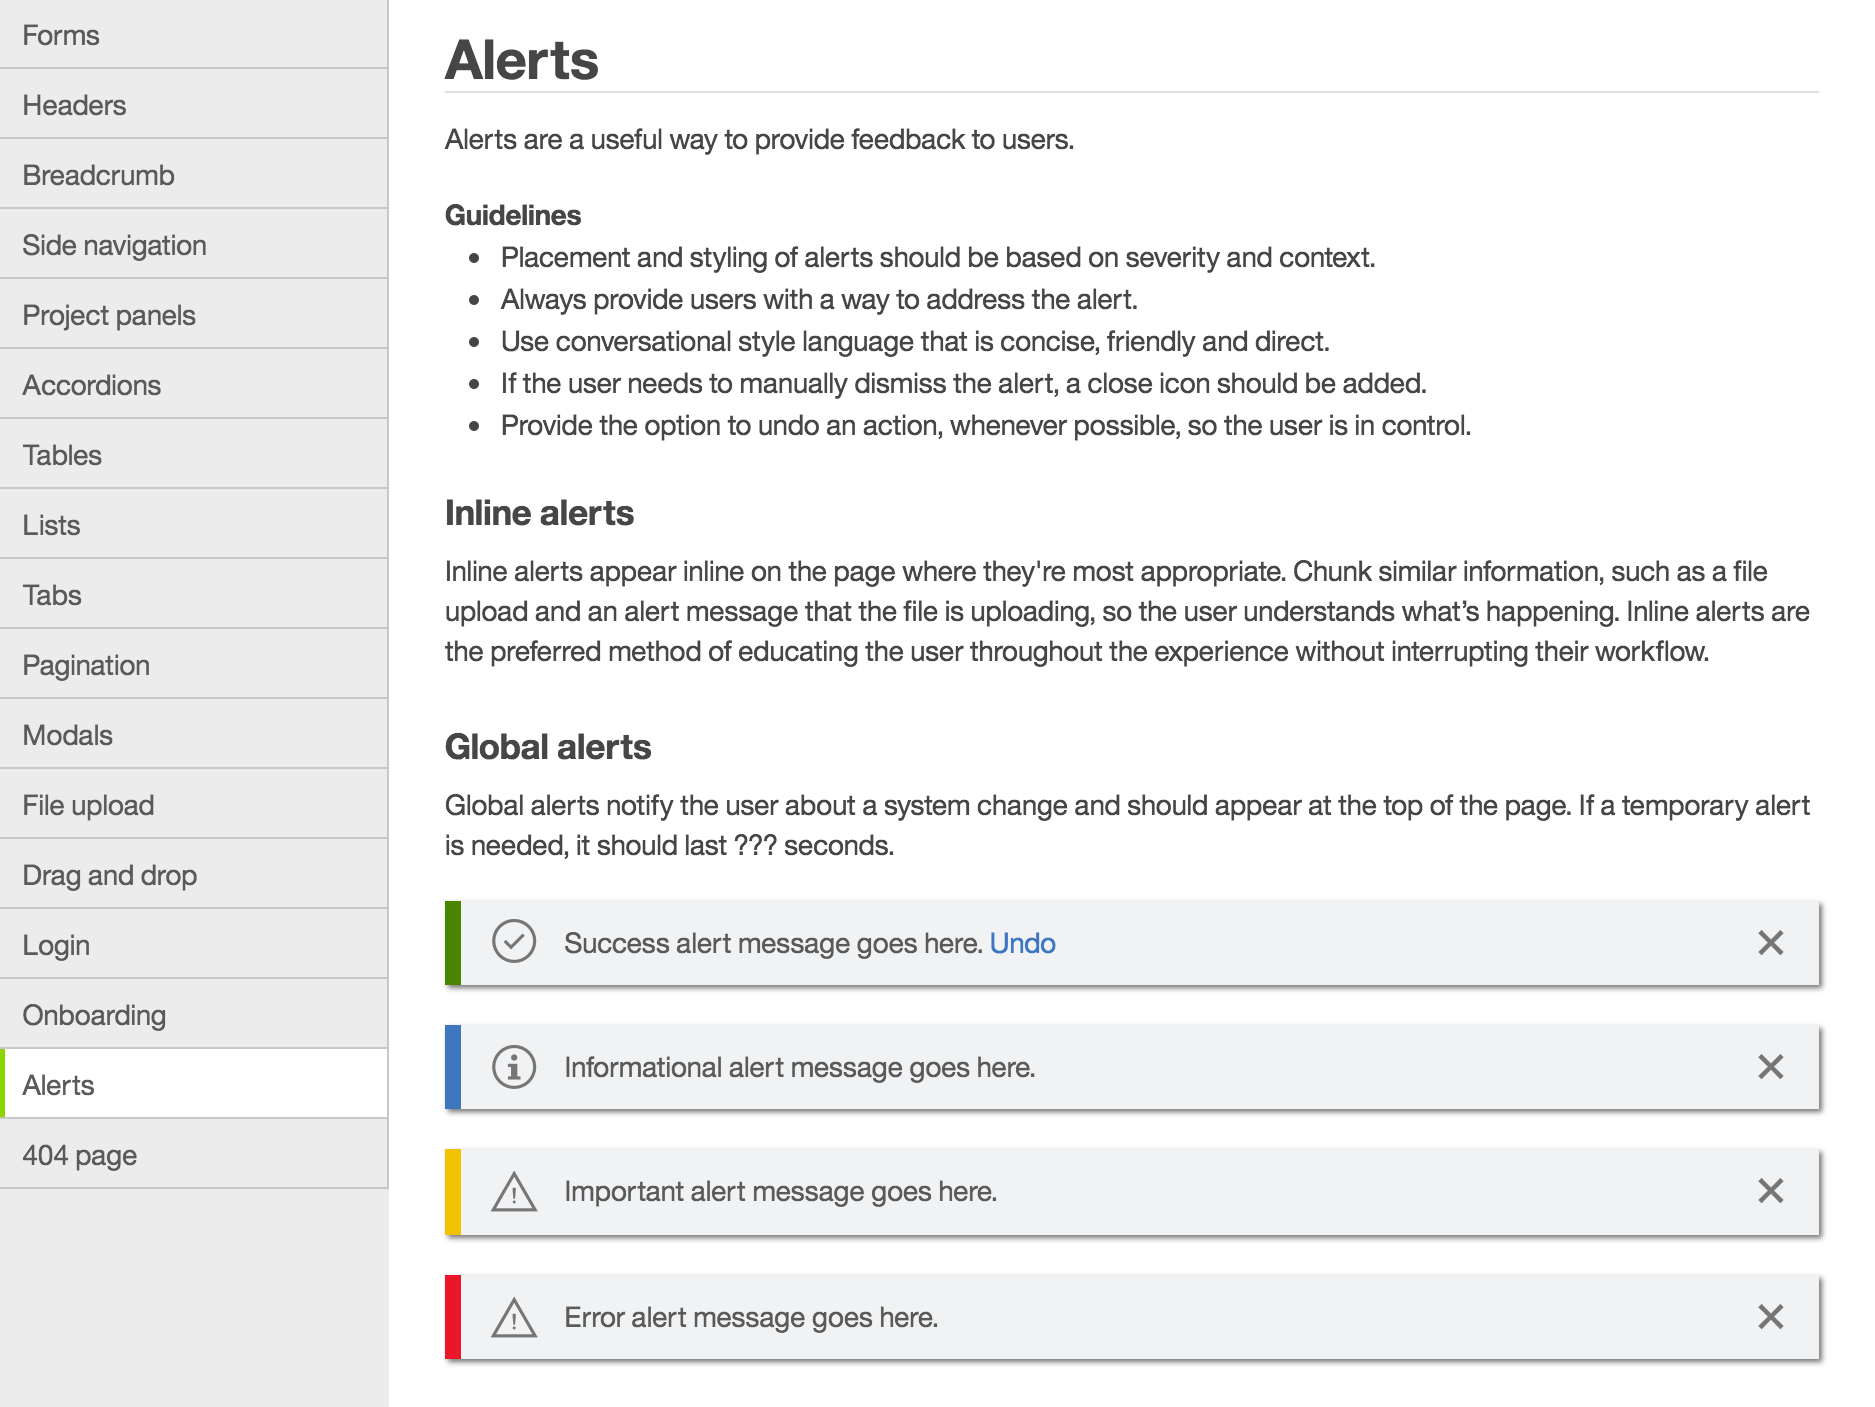 Forms
Headers
Breadcrumb
Side navigation
Project panels
Accordions
Tables
Lists
Tabs
Pagination
Modals
File upload
Drag and drop
Login
Onboarding
Alerts
404 page
Alerts
Alerts are a useful way to provide feedback to users.
Guidelines
• Placement and styling of alerts should be based on severity and context.
• Always provide users with a way to address the alert.
• Use conversational style language that is concise, friendly and direct.
• If the user needs to manually dismiss the alert, a close icon should be added.
• Provide the option to undo an action, whenever possible, so the user is in control.
Inline alerts
Inline alerts appear inline on the page where they're most appropriate. Chunk similar information, such as a file
upload and an alert message that the file is uploading, so the user understands what’s happening. Inline alerts are
the preferred method of educating the user throughout the experience without interrupting their workflow.
Global alerts
Global alerts notify the user about a system change and should appear at the top of the page. If a temporary alert
is needed, it should last ??? seconds.
Success alert message goes here. Undo
Informational alert message goes here.
Important alert message goes here.
Error alert message goes here.